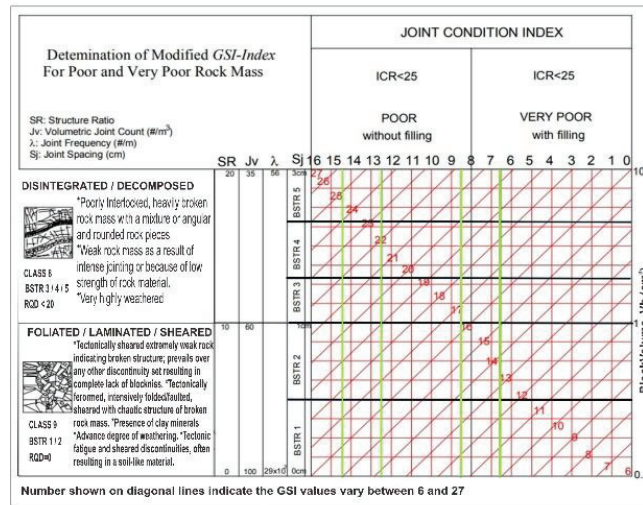 Detemination of Modified GSI-Index
For Poor and Very Poor Rock Mass
SR: Structure Ratio
Jv: Volumetric Joint Count (#/m³)
λ: Joint Frequency (#/m)
Sj: Joint Spacing (cm)
JOINT CONDITION INDEX
ICR<25
POOR
without filling
ICR<25
VERY POOR
with filling
SR Jv λ Sj 16 15 14 13 12 11 10 9 8 7 6 5 4 3 2 1 0
20 35 56 3cm
DISINTEGRATED / DECOMPOSED
*Poorly Interlocked, heavily broken
rock mass with a mixture or angular
and rounded rock pieces
*Weak rock mass as a result of
intense jointing or because of low
strength of rock material.
*Very highly weathered
CLASS 8
BSTR 3 / 4 / 5
RQD < 20
BSTR 5
BSTR 4
BSTR 3
10 60 1cm
FOLIATED / LAMINATED / SHEARED
*Tectonically sheared extremely weak rock
indicating broken structure; prevails over
any other discontinuity set resulting in
complete lack of blockniss. *Tectonically
feromed, intensively folded/faulted,
sheared with chaotic structure of broken
rock mass. *Presence of clay minerals
*Advance degree of weathering. *Tectonic
fatigue and sheared discontinuities, often
resulting in a soil-like material.
CLASS 9
BSTR 1 / 2
RQD=0
BSTR 2
BSTR 1
0 100 0cm
27
26
25
24
23
22
21
20
19
18
17
16
15
14
13
12
11
10
9
8
7
6
Number shown on diagonal lines indicate the GSI values vary between 6 and 27